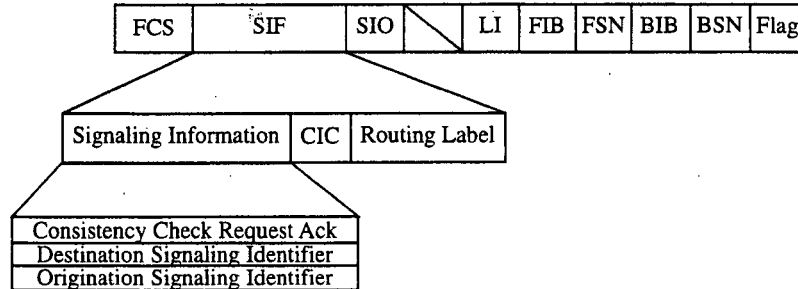 FCS SIF SIO LI FIB FSN BIB BSN Flag
Signaling Information CIC Routing Label
Consistency Check Request Ack
Destination Signaling Identifier
Origination Signaling Identifier